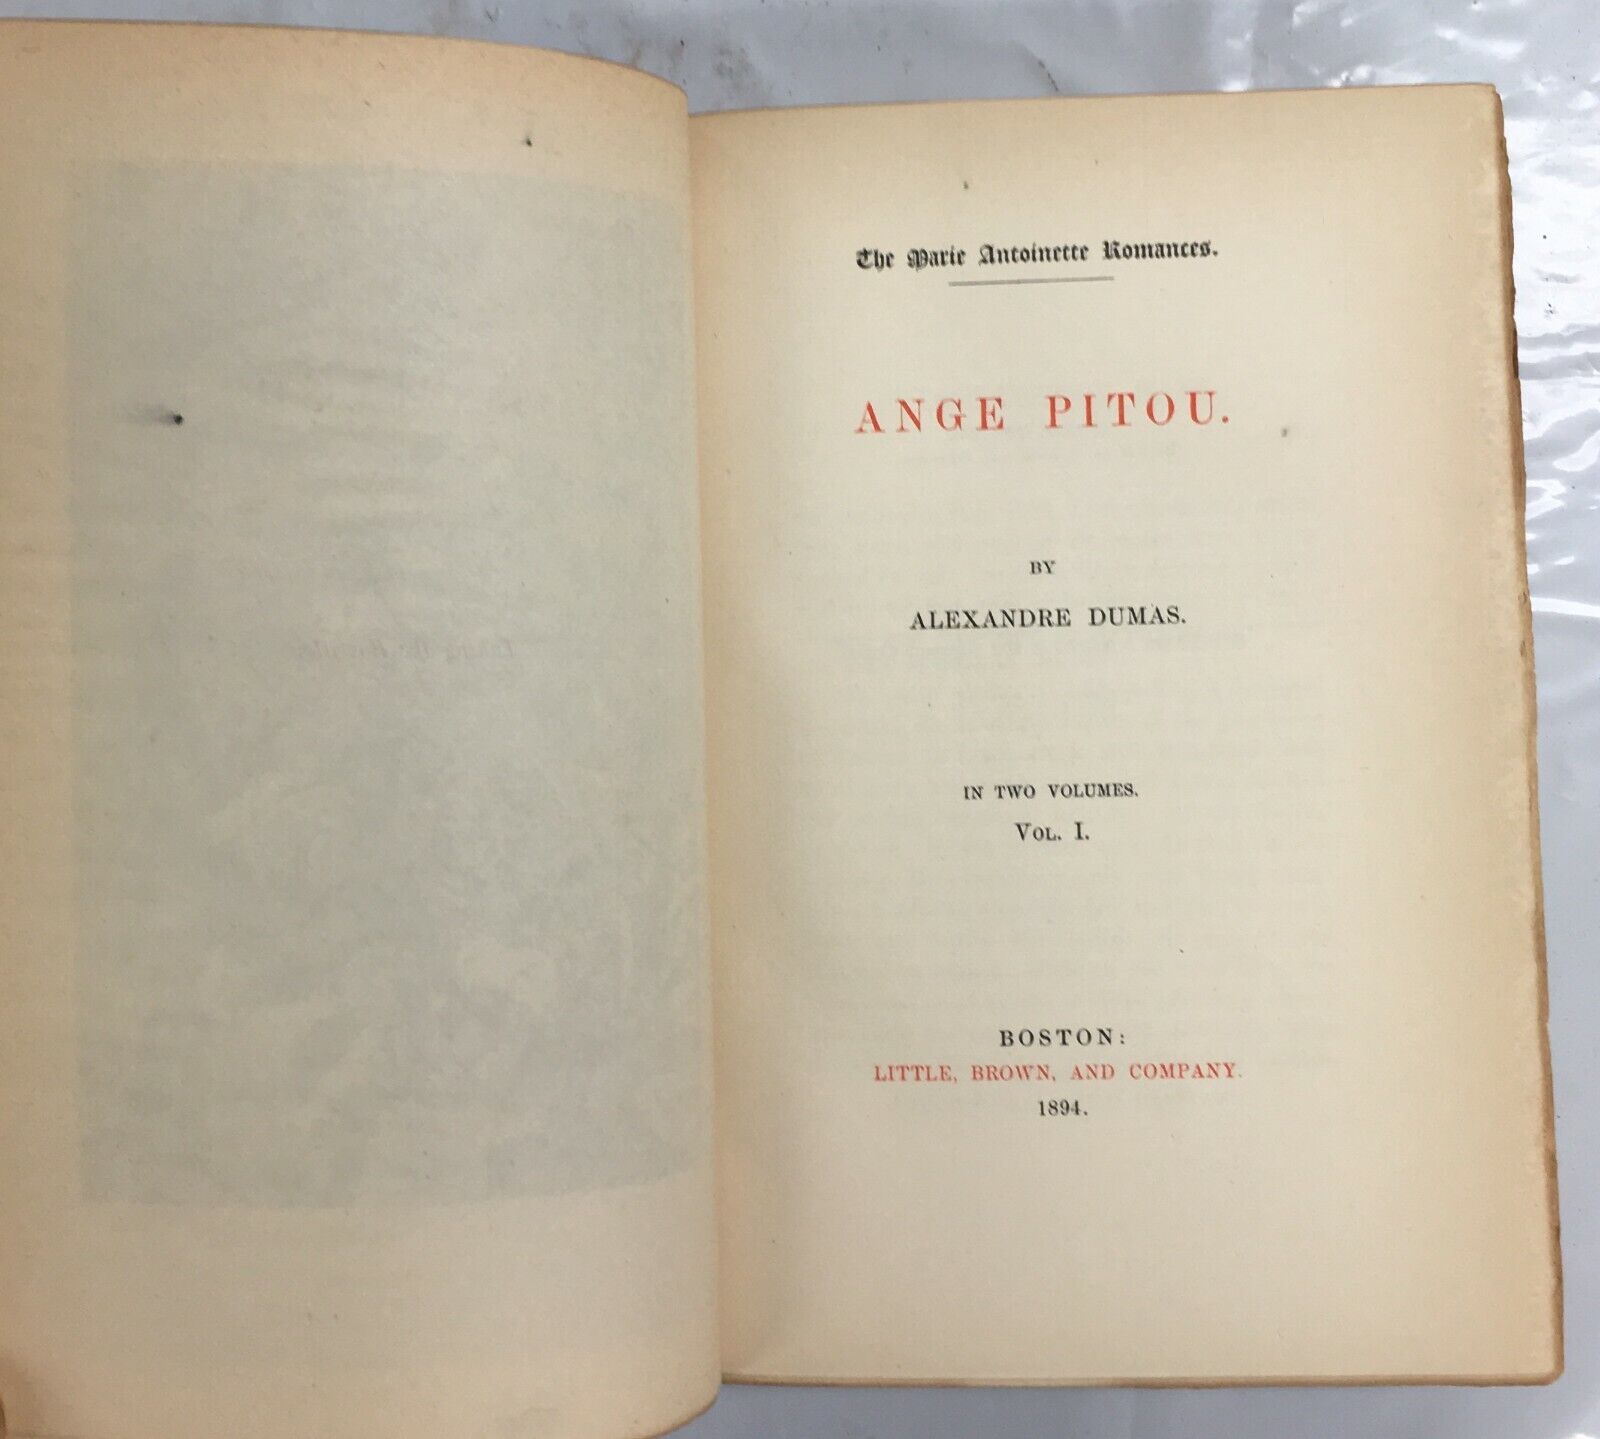 The Marie Antoinette Romances.
ANGE PITOU.
BY
ALEXANDRE DUMAS.
IN TWO VOLUMES.
VOL. I.
BOSTON:
LITTLE, BROWN, AND COMPANY.
1894.